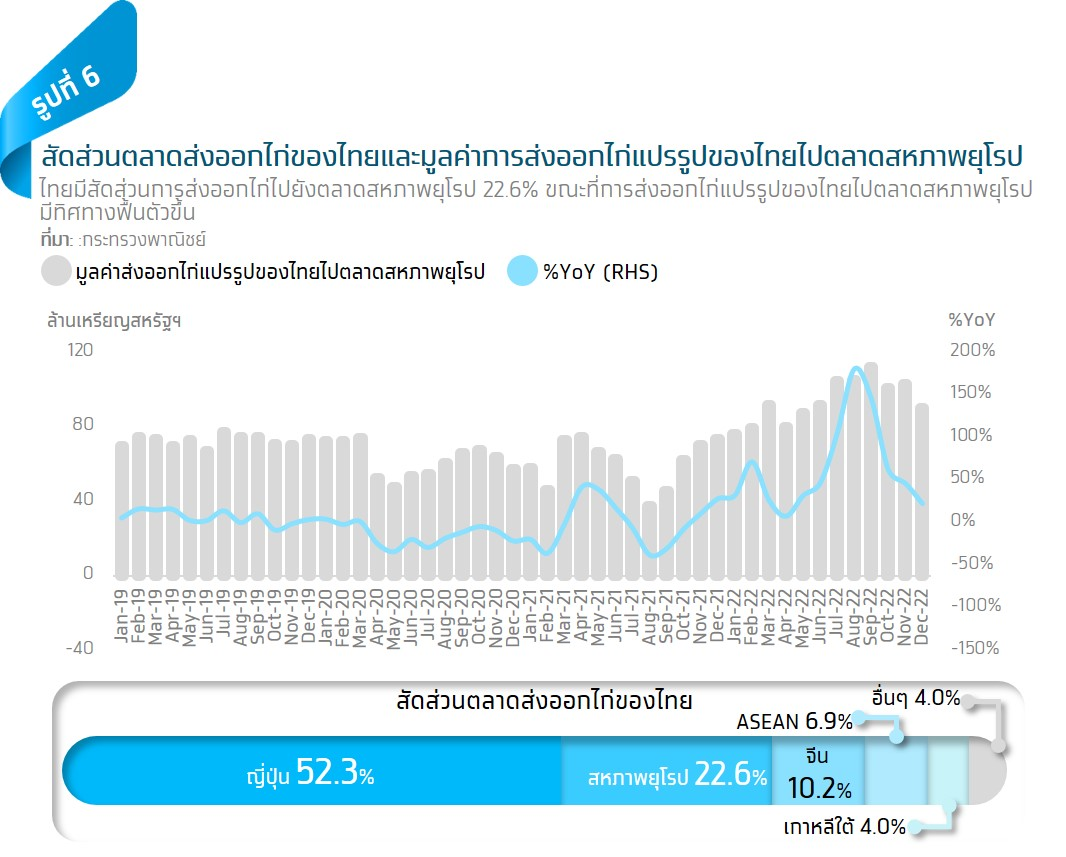 รูปที่ 6
สัดส่วนตลาดส่งออกไก่ของไทยและมูลค่าการส่งออกไก่แปรรูปของไทยไปตลาดสหภาพยุโรป
ไทยมีสัดส่วนการส่งออกไก่ไปยังตลาดสหภาพยุโรป 22.6% ขณะที่การส่งออกไก่แปรรูปของไทยไปตลาดสหภาพยุโรป
มีทิศทางฟื้นตัวขึ้น
ที่มา: :กระทรวงพาณิชย์
มูลค่าส่งออกไก่แปรรูปของไทยไปตลาดสหภาพยุโรป %YoY (RHS)
ล้านเหรียญสหรัฐฯ %YoY
120 200%
150%
80 100%
50%
40 0%
0 -50%
-100%
-40 -150%
Jan-19 Feb-19 Mar-19 Apr-19 May-19 Jun-19 Jul-19 Aug-19 Sep-19 Oct-19 Nov-19 Dec-19 Jan-20 Feb-20 Mar-20 Apr-20 May-20 Jun-20 Jul-20 Aug-20 Sep-20 Oct-20 Nov-20 Dec-20 Jan-21 Feb-21 Mar-21 Apr-21 May-21 Jun-21 Jul-21 Aug-21 Sep-21 Oct-21 Nov-21 Dec-21 Jan-22 Feb-22 Mar-22 Apr-22 May-22 Jun-22 Jul-22 Aug-22 Sep-22 Oct-22 Nov-22 Dec-22
สัดส่วนตลาดส่งออกไก่ของไทย
อื่นๆ 4.0%
ASEAN 6.9%
ญี่ปุ่น 52.3%
สหภาพยุโรป 22.6%
จีน
10.2%
เกาหลีใต้ 4.0%